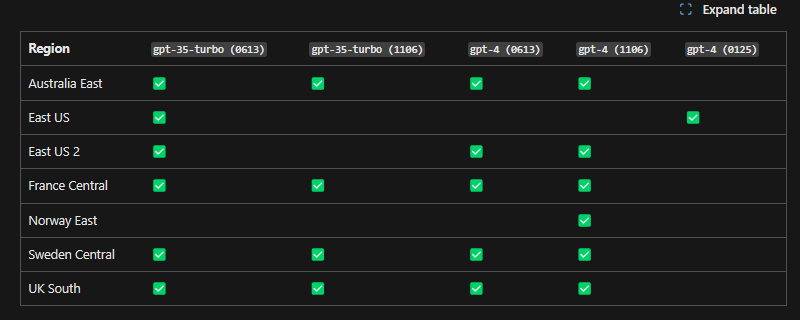 Expand table
Region gpt-35-turbo (0613) gpt-35-turbo (1106) gpt-4 (0613) gpt-4 (1106) gpt-4 (0125)
Australia East ✅ ✅ ✅ ✅
East US ✅ ✅
East US 2 ✅ ✅ ✅
France Central ✅ ✅ ✅ ✅
Norway East ✅
Sweden Central ✅ ✅ ✅ ✅
UK South ✅ ✅ ✅ ✅